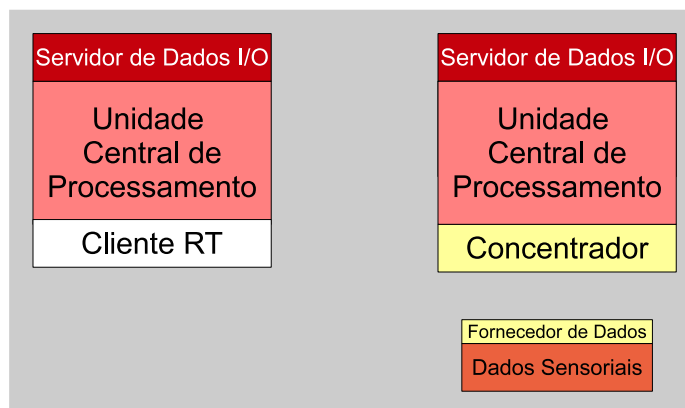 Servidor de Dados I/O
Unidade
Central de
Processamento
Cliente RT
Servidor de Dados I/O
Unidade
Central de
Processamento
Concentrador
Fornecedor de Dados
Dados Sensoriais